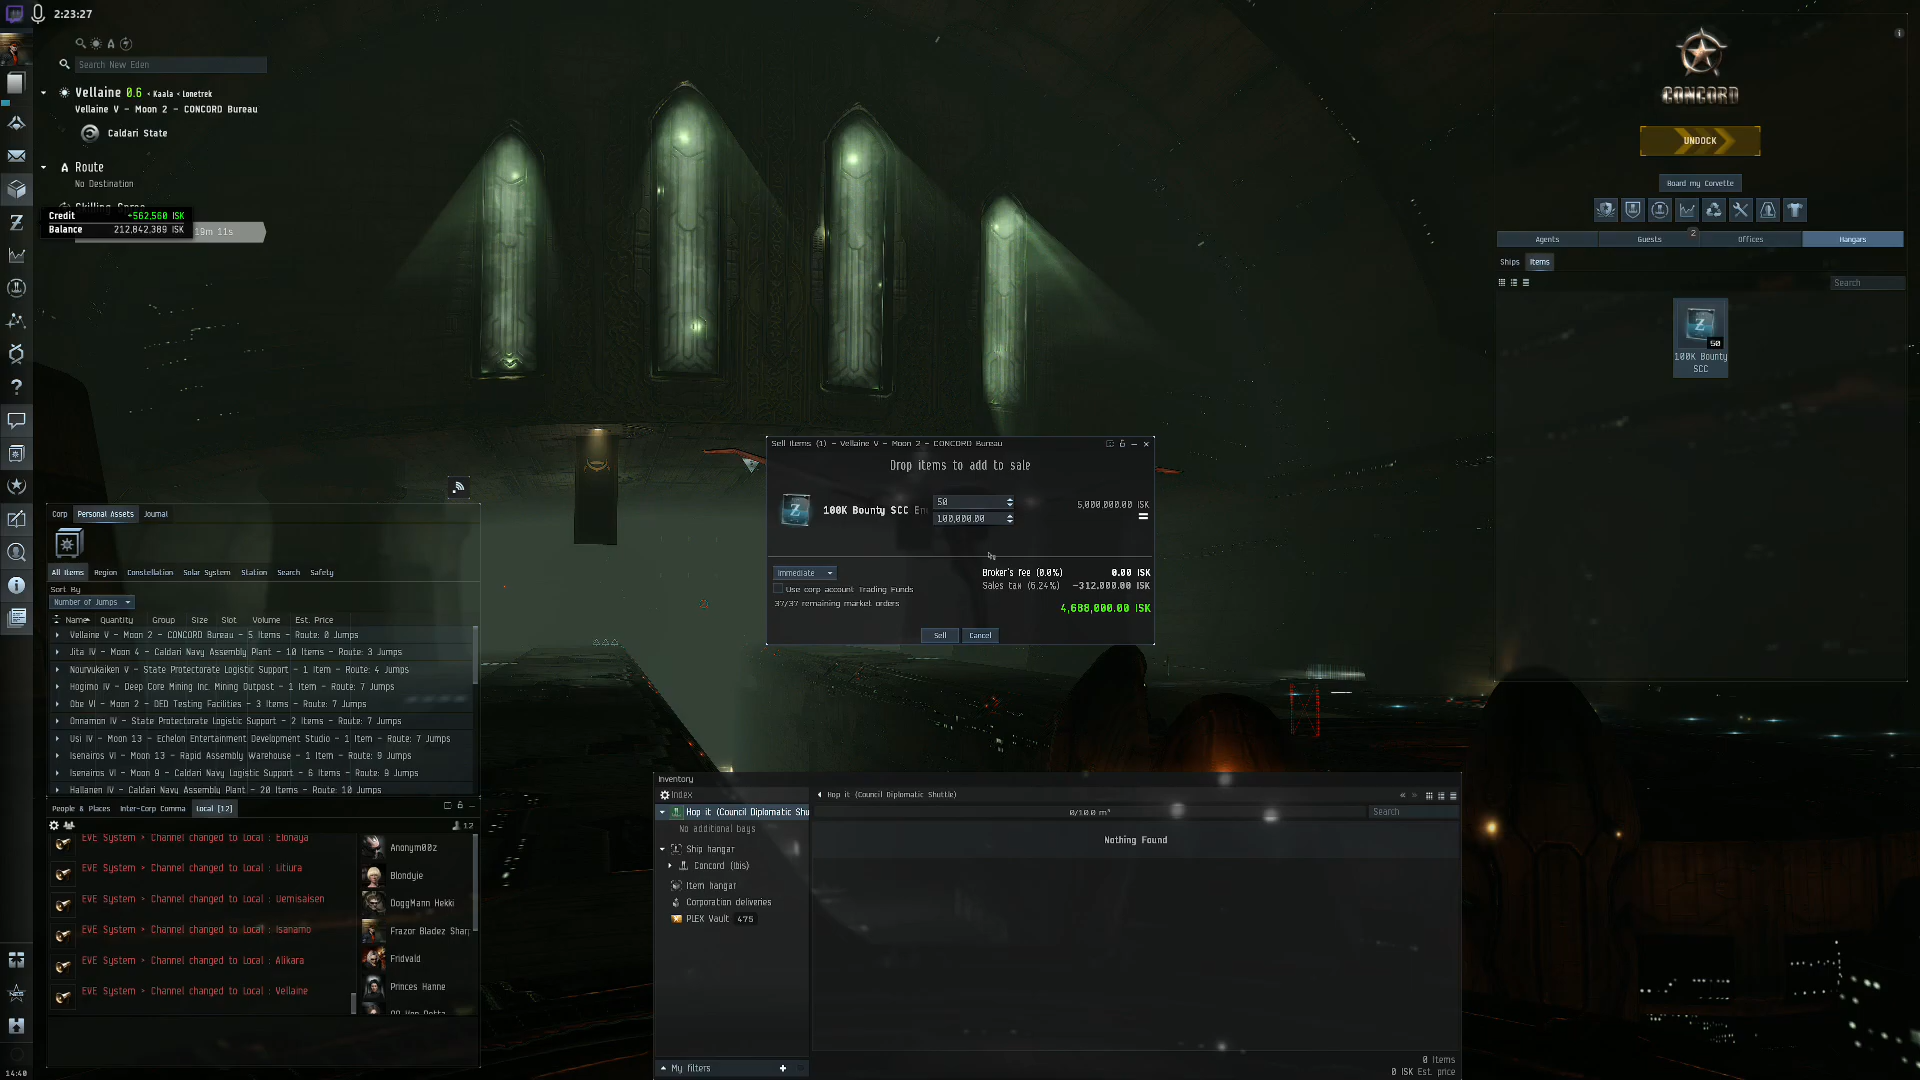 2:23:27
Search New Eden
Vellaine 0.6 < Kaala < Lonetrek
Vellaine V - Moon 2 - CONCORD Bureau
Caldari State
Route
No Destination
Credit +562,560 ISK
Balance 212,842,389 ISK
19m 11s
CONCORD
UNDOCK
Board my Corvette
Agents
Guests
2
Offices
Hangars
Ships
Items
Search
50
100K Bounty
SCC
Sell Items (1) - Vellaine V - Moon 2 - CONCORD Bureau
Drop items to add to sale
100K Bounty SCC En
50
100,000.00
5,000,000.00 ISK
Immediate
Use corp account Trading Funds
37/37 remaining market orders
Broker's fee (0.0%) 0.00 ISK
Sales tax (6.24%) -312,000.00 ISK
4,688,000.00 ISK
Sell
Cancel
Corp
Personal Assets
Journal
All Items
Region
Constellation
Solar System
Station
Search
Safety
Sort By
Number of Jumps
Name Quantity Group Size Slot Volume Est. Price
Vellaine V - Moon 2 - CONCORD Bureau - 5 Items - Route: 0 Jumps
Jita IV - Moon 4 - Caldari Navy Assembly Plant - 10 Items - Route: 3 Jumps
Nourvukaiken V - State Protectorate Logistic Support - 1 Item - Route: 4 Jumps
Hogimo IV - Deep Core Mining Inc. Mining Outpost - 1 Item - Route: 7 Jumps
Obe VI - Moon 2 - DED Testing Facilities - 3 Items - Route: 7 Jumps
Onnamon IV - State Protectorate Logistic Support - 2 Items - Route: 7 Jumps
Usi IV - Moon 13 - Echelon Entertainment Development Studio - 1 Item - Route: 7 Jumps
Isenairos VI - Moon 13 - Rapid Assembly Warehouse - 1 Item - Route: 9 Jumps
Isenairos VI - Moon 9 - Caldari Navy Logistic Support - 6 Items - Route: 9 Jumps
Hallanen IV - Caldari Navy Assembly Plant - 20 Items - Route: 10 Jumps
People & Places
Inter-Corp Comma
Local [12]
12
EVE System > Channel changed to Local : Elonaya
EVE System > Channel changed to Local : Litiura
EVE System > Channel changed to Local : Uemisaisen
EVE System > Channel changed to Local : Isanamo
EVE System > Channel changed to Local : Alikara
EVE System > Channel changed to Local : Vellaine
Anonym00z
Blondyie
DoggMann Hekki
Frazor Bladez Shar
Fridvald
Princes Hanne
Inventory
Index
Hop it (Council Diplomatic Shu
No additional bays
Ship hangar
Concord (Ibis)
Item hangar
Corporation deliveries
PLEX Vault 475
Hop it (Council Diplomatic Shuttle)
0/10.0 m³
Search
Nothing Found
0 Items
0 ISK Est. price
My filters
NES
14:40